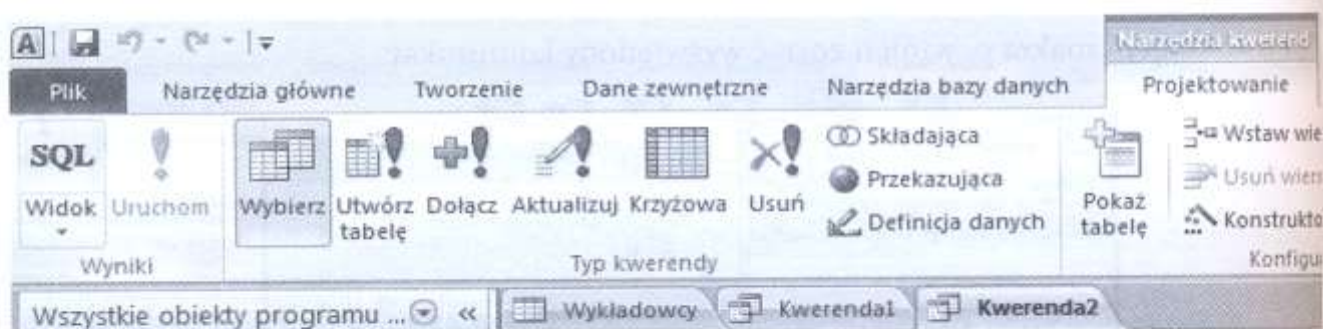 Narzędzia kwerend
Plik Narzędzia główne Tworzenie Dane zewnętrzne Narzędzia bazy danych Projektowanie
SQL
Widok Uruchom Wybierz Utwórz tabelę Dołącz Aktualizuj Krzyżowa Usuń
Składająca
Przekazująca
Definicja danych
Pokaż tabelę
Wstaw wie
Usuń wiers
Konstrukto
Wyniki Typ kwerendy Konfigu
Wszystkie obiekty programu ... « Wykładowcy Kwerenda1 Kwerenda2